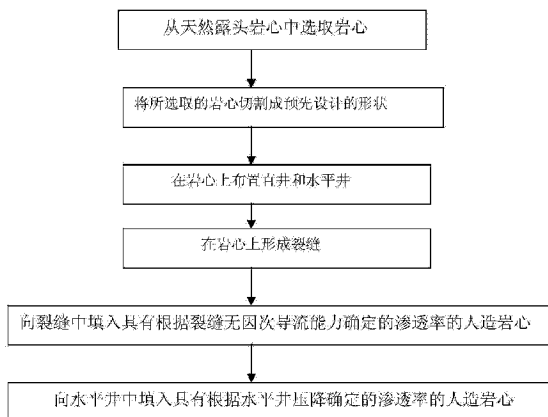 从天然露头岩心中选取岩心
将所选取的岩心切割成预先设计的形状
在岩心上布置直井和水平井
在岩心上形成裂缝
向裂缝中填入具有根据裂缝无因次导流能力确定的渗透率的人造岩心
向水平井中填入具有根据水平井压降确定的渗透率的人造岩心